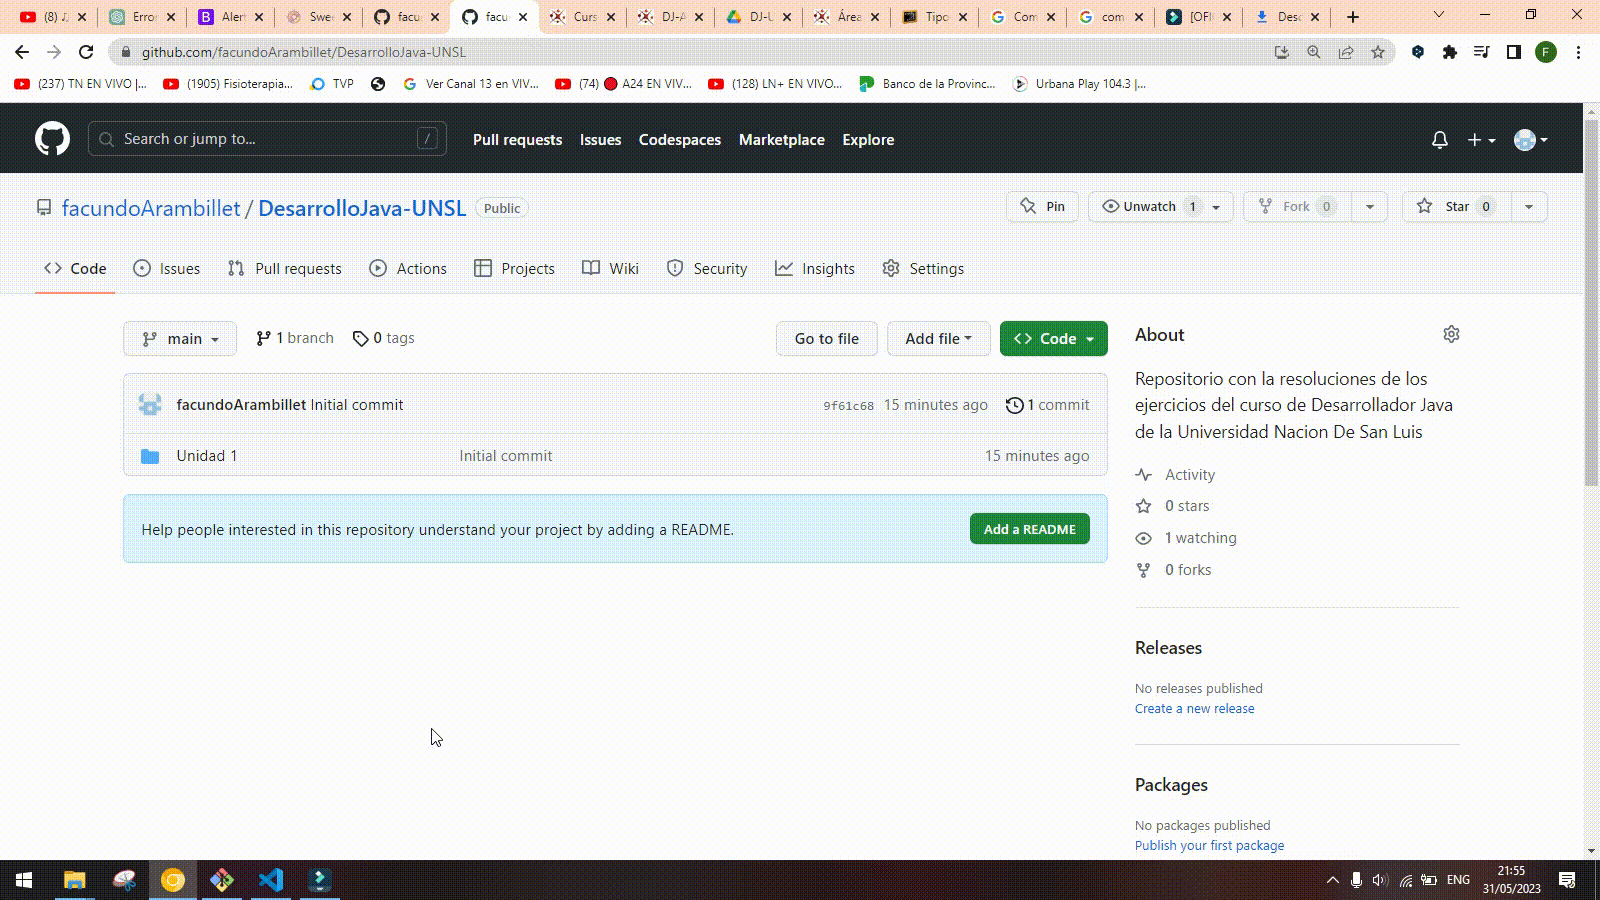 (8) ♫
Error
Alert
Swee
facu
facu
Curs
DJ-A
DJ-U
Área
Tipo
Com
com
[OFI
Desc
github.com/facundoArambillet/DesarrolloJava-UNSL
F
(237) TN EN VIVO |...
(1905) Fisioterapia...
TVP
Ver Canal 13 en VIV...
(74) 🔴 A24 EN VIV...
(128) LN+ EN VIVO...
Banco de la Provinc...
Urbana Play 104.3 |...
Search or jump to...
/
Pull requests
Issues
Codespaces
Marketplace
Explore
facundoArambillet / DesarrolloJava-UNSL
Public
Pin
Unwatch 1
Fork 0
Star 0
Code
Issues
Pull requests
Actions
Projects
Wiki
Security
Insights
Settings
main
1 branch
0 tags
Go to file
Add file
Code
facundoArambillet Initial commit
9f61c68 15 minutes ago
1 commit
Unidad 1
Initial commit
15 minutes ago
Help people interested in this repository understand your project by adding a README.
Add a README
About
Repositorio con la resoluciones de los
ejercicios del curso de Desarrollador Java
de la Universidad Nacion De San Luis
Activity
0 stars
1 watching
0 forks
Releases
No releases published
Create a new release
Packages
No packages published
Publish your first package
ENG
21:55
31/05/2023